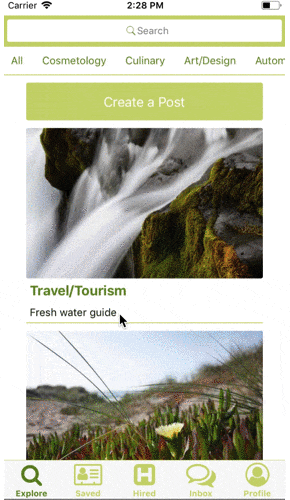 Carrier 2:28 PM
Search
All Cosmetology Culinary Art/Design Autom
Create a Post
Travel/Tourism
Fresh water guide
Explore Saved Hired Inbox Profile